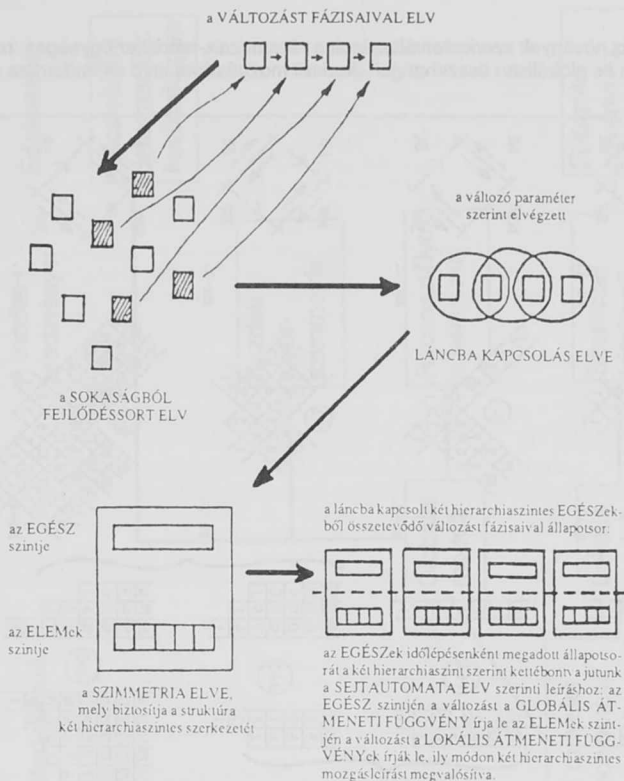 a VÁLTOZÁST FÁZISAIVAL ELV
a változó paraméter
szerint elvégzett
LÁNCBA KAPCSOLÁS ELVE
a SOKASÁGBÓL
FEJLŐDÉSSORT ELV
az EGÉSZ
szintje
az ELEMek
szintje
a SZIMMETRIA ELVE,
mely biztosítja a struktúra
két hierarchiaszintes szerkezetét
a láncba kapcsolt két hierarchiaszintes EGÉSZek-
ből összetevődő változást fázisaival állapotsor:
az EGÉSZek időlépésenként megadott állapotso-
rát a két hierarchiaszint szerint kettébontva jutunk
a SEJTAUTOMATA ELV szerinti leíráshoz: az
EGÉSZ szintjén a változást a GLOBÁLIS ÁT-
MENETI FÜGGVÉNY írja le az ELEMek szint-
jén a változást a LOKÁLIS ÁTMENETI FÜGG-
VÉNYek írják le, ily módon két hierarchiaszintes
mozgásleírást megvalósítva.